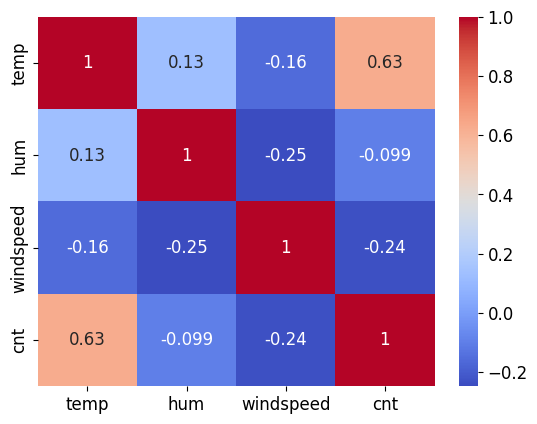 temp 1 0.13 -0.16 0.63
hum 0.13 1 -0.25 -0.099
windspeed -0.16 -0.25 1 -0.24
cnt 0.63 -0.099 -0.24 1
temp hum windspeed cnt
1.0
0.8
0.6
0.4
0.2
0.0
−0.2